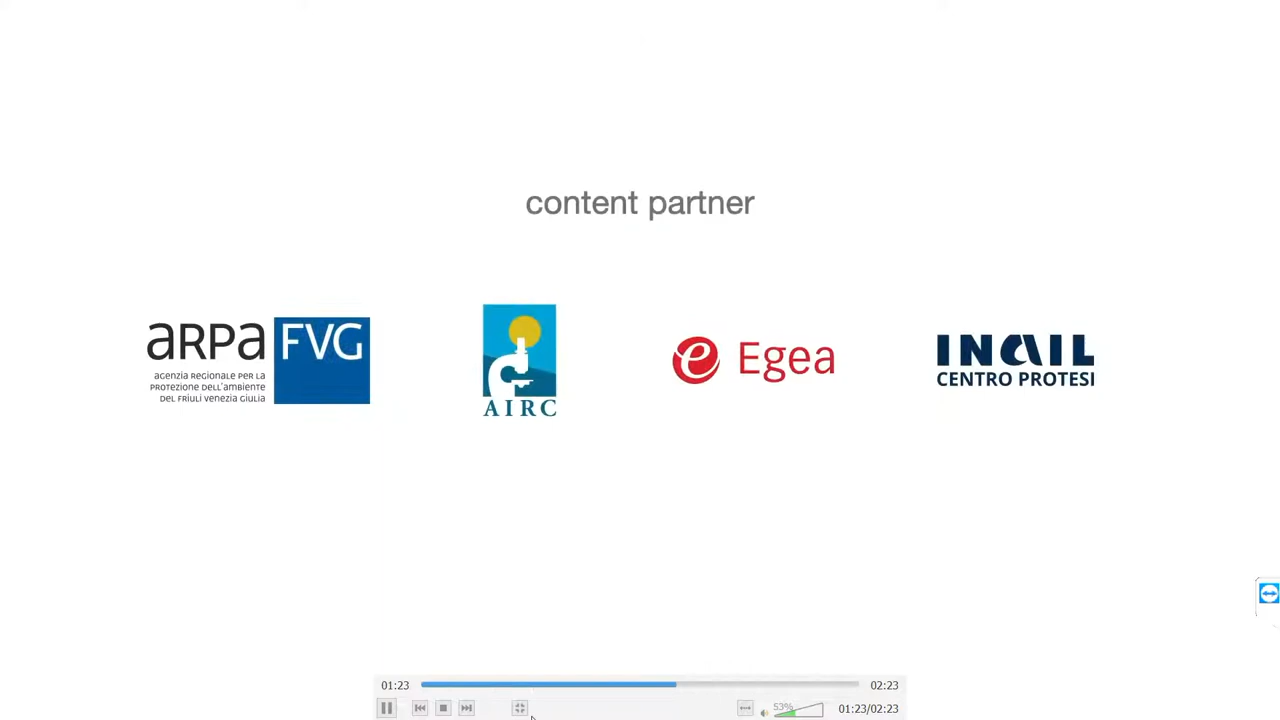 content partner
aRPa FVG
agenzia regionale per la
protezione dell'ambiente
del friuli venezia giulia
AIRC
e Egea
INAIL
CENTRO PROTESI
01:23
02:23
53%
01:23/02:23